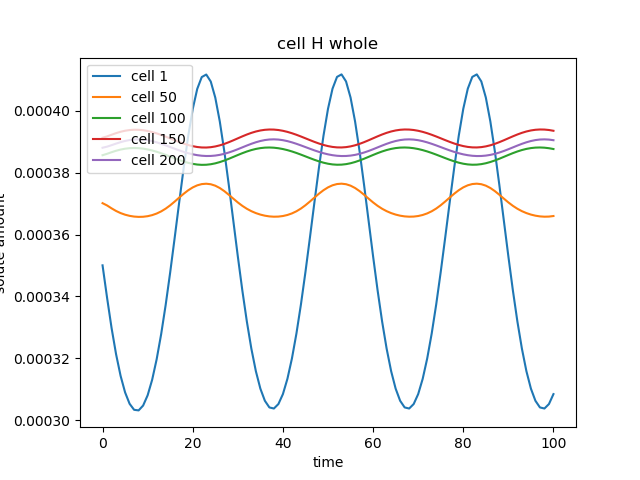 cell H whole
cell 1
cell 50
cell 100
cell 150
cell 200
0.00040
0.00038
0.00036
0.00034
0.00032
0.00030
solute amount
0
20
40
60
80
100
time